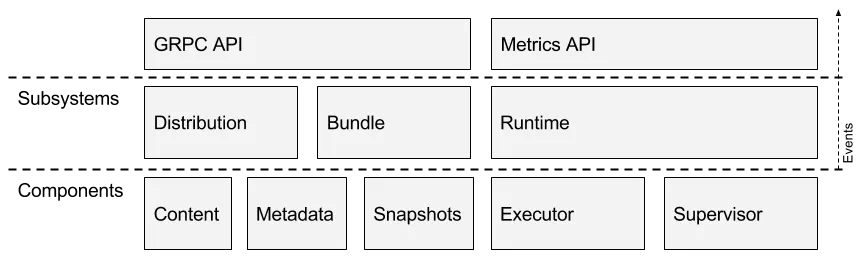 GRPC API
Metrics API
Subsystems
Distribution
Bundle
Runtime
Events
Components
Content
Metadata
Snapshots
Executor
Supervisor